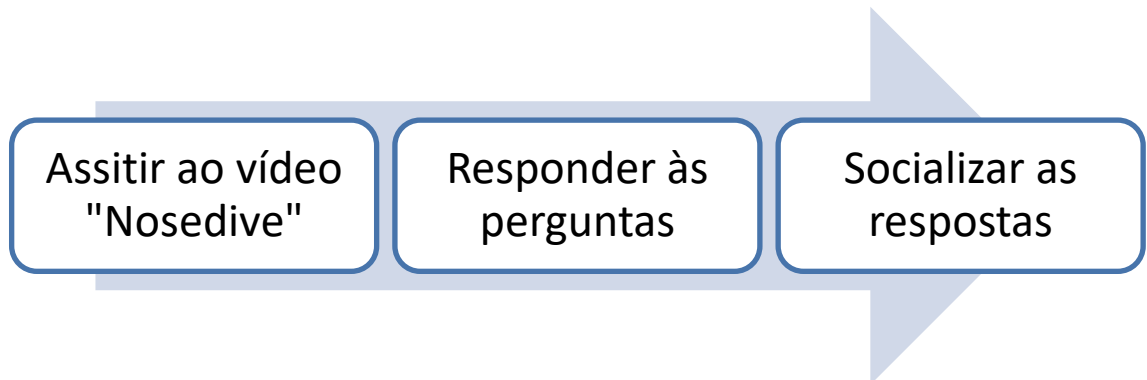 Assitir ao vídeo
"Nosedive"
Responder às
perguntas
Socializar as
respostas